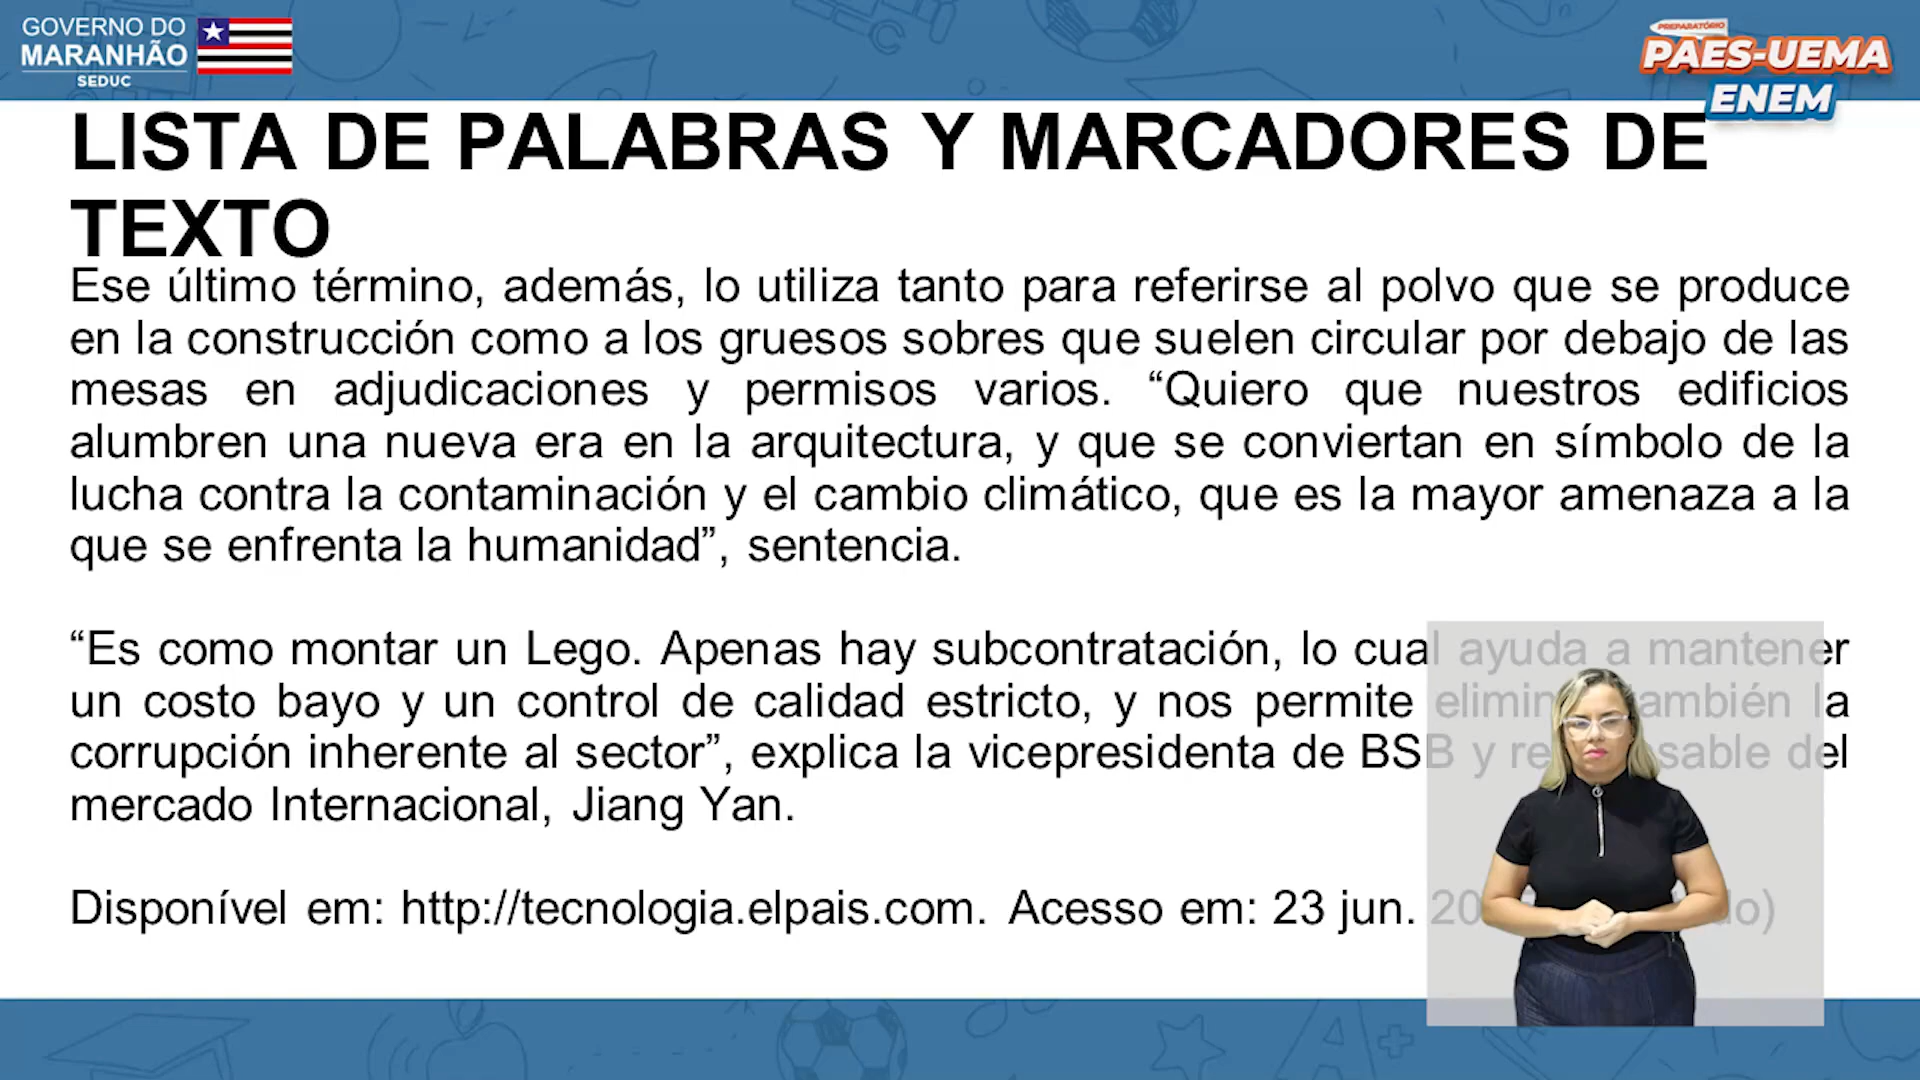 GOVERNO DO
MARANHÃO
SEDUC
PREPARATÓRIO
PAES-UEMA
ENEM
LISTA DE PALABRAS Y MARCADORES DE
TEXTO
Ese último término, además, lo utiliza tanto para referirse al polvo que se produce
en la construcción como a los gruesos sobres que suelen circular por debajo de las
mesas en adjudicaciones y permisos varios. “Quiero que nuestros edificios
alumbren una nueva era en la arquitectura, y que se conviertan en símbolo de la
lucha contra la contaminación y el cambio climático, que es la mayor amenaza a la
que se enfrenta la humanidad”, sentencia.
“Es como montar un Lego. Apenas hay subcontratación, lo cual ayuda a mantener
un costo bayo y un control de calidad estricto, y nos permite también la
corrupción inherente al sector”, explica la vicepresidenta de BSB y del
mercado Internacional, Jiang Yan.
Disponível em: http://tecnologia.elpais.com. Acesso em: 23 jun.